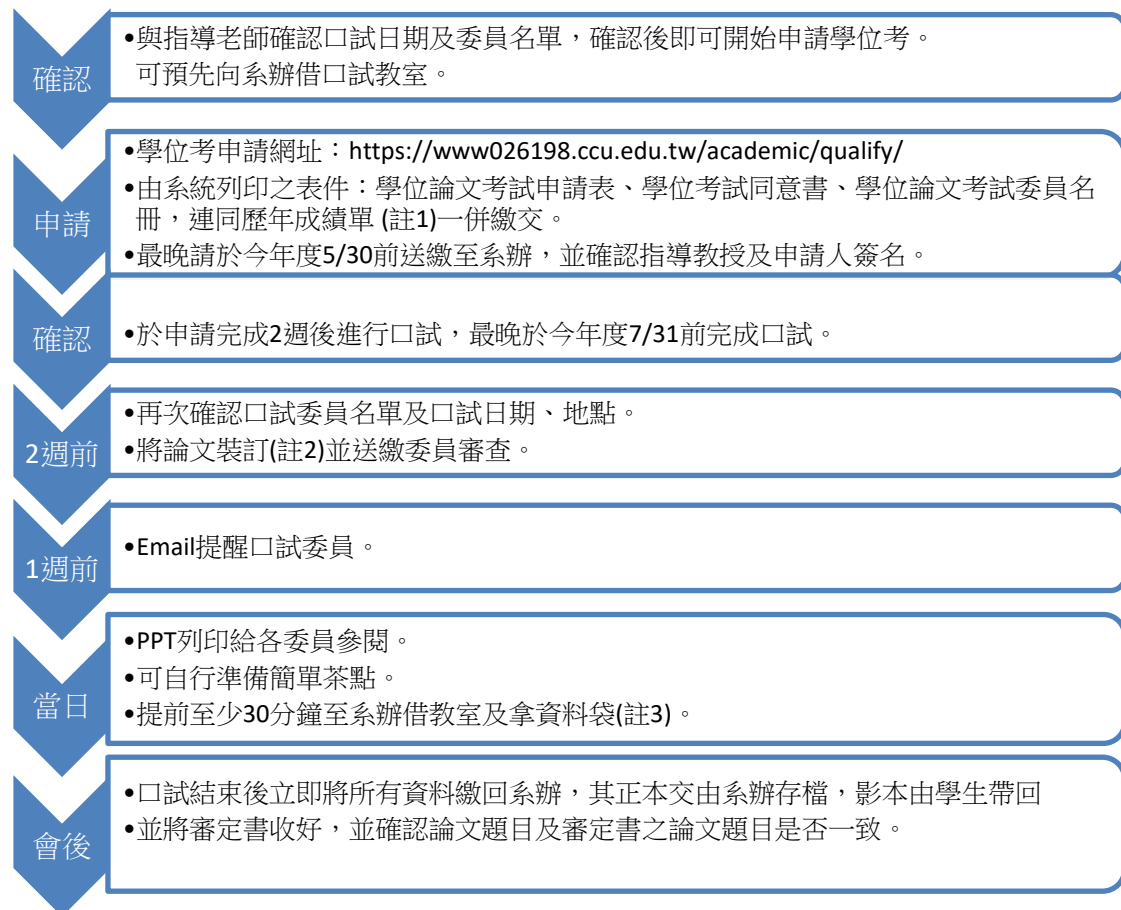 確認
•與指導老師確認口試日期及委員名單，確認後即可開始申請學位考。
可預先向系辦借口試教室。
申請
•學位考申請網址：https://www026198.ccu.edu.tw/academic/qualify/
•由系統列印之表件：學位論文考試申請表、學位考試同意書、學位論文考試委員名
冊，連同歷年成績單 (註1)一併繳交。
•最晚請於今年度5/30前送繳至系辦，並確認指導教授及申請人簽名。
確認
•於申請完成2週後進行口試，最晚於今年度7/31前完成口試。
2週前
•再次確認口試委員名單及口試日期、地點。
•將論文裝訂(註2)並送繳委員審查。
1週前
•Email提醒口試委員。
當日
•PPT列印給各委員參閱。
•可自行準備簡單茶點。
•提前至少30分鐘至系辦借教室及拿資料袋(註3)。
會後
•口試結束後立即將所有資料繳回系辦，其正本交由系辦存檔，影本由學生帶回
•並將審定書收好，並確認論文題目及審定書之論文題目是否一致。